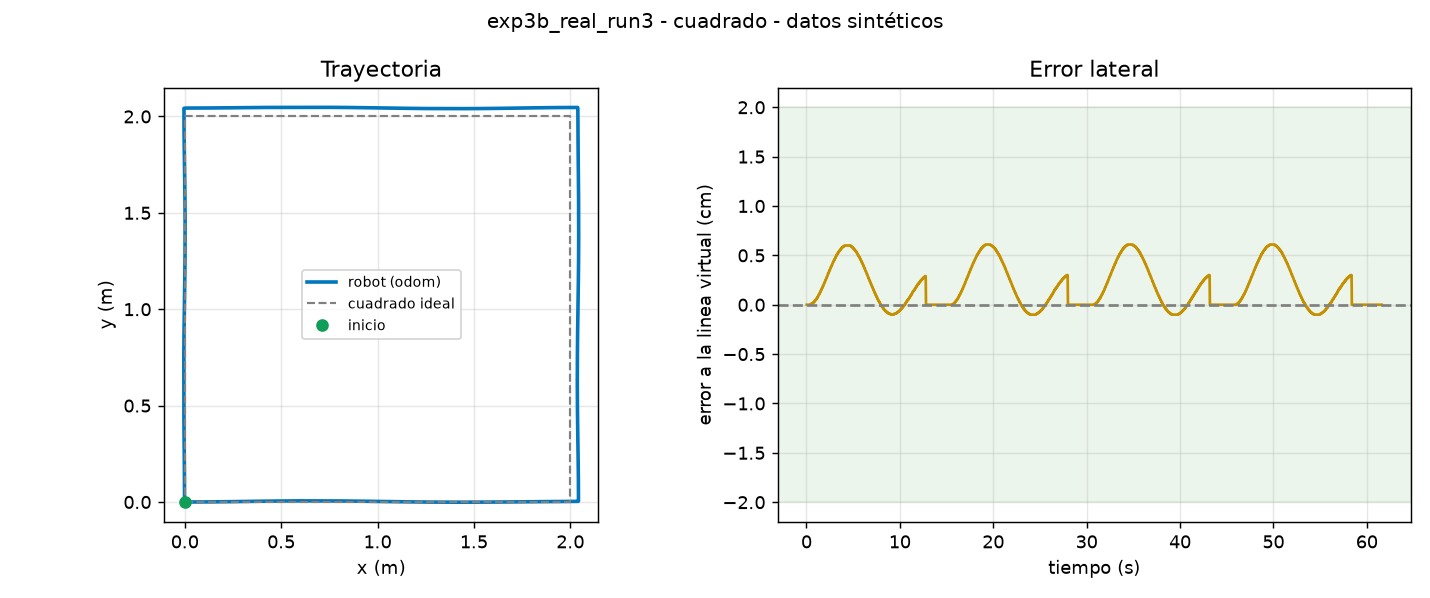 exp3b_real_run3 - cuadrado - datos sintéticos
Trayectoria
2.0
1.5
1.0
0.5
0.0
y (m)
robot (odom)
cuadrado ideal
inicio
0.0 0.5 1.0 1.5 2.0
x (m)
Error lateral
2.0
1.5
1.0
0.5
0.0
−0.5
−1.0
−1.5
−2.0
error a la linea virtual (cm)
0 10 20 30 40 50 60
tiempo (s)